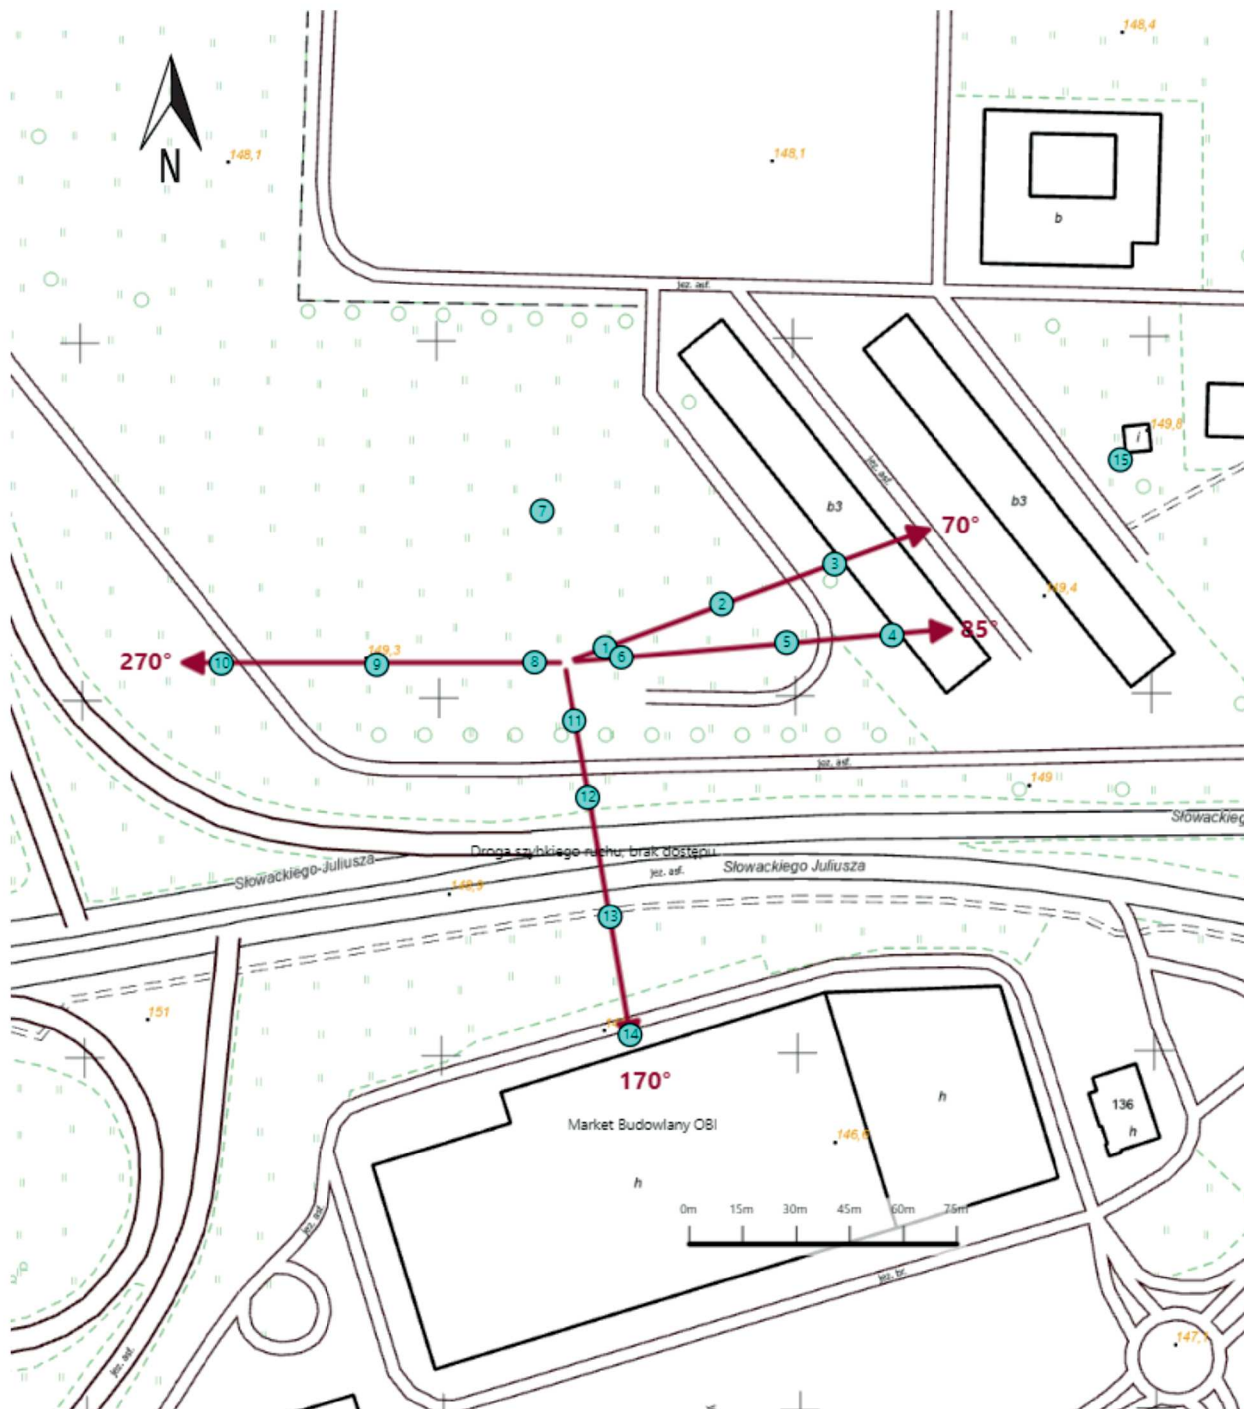 148,4
N
148,1
148,1
b
jez. asf.
149,8
i
15
jez. asf.
b3
b3
7
70°
3
149,4
2
1
6
5
4
85°
270°
10
149,3
9
8
11
jez. asf.
149
12
Słowackiego
Droga szybkiego ruchu, brak dostępu
Słowackiego Juliusza
Słowackiego Juliusza
jez. asf.
148,9
13
151
14
170°
136
h
h
Market Budowlany OBI
146,6
h
0m 15m 30m 45m 60m 75m
jez. asf.
jez. br.
147,1
jez. asf.